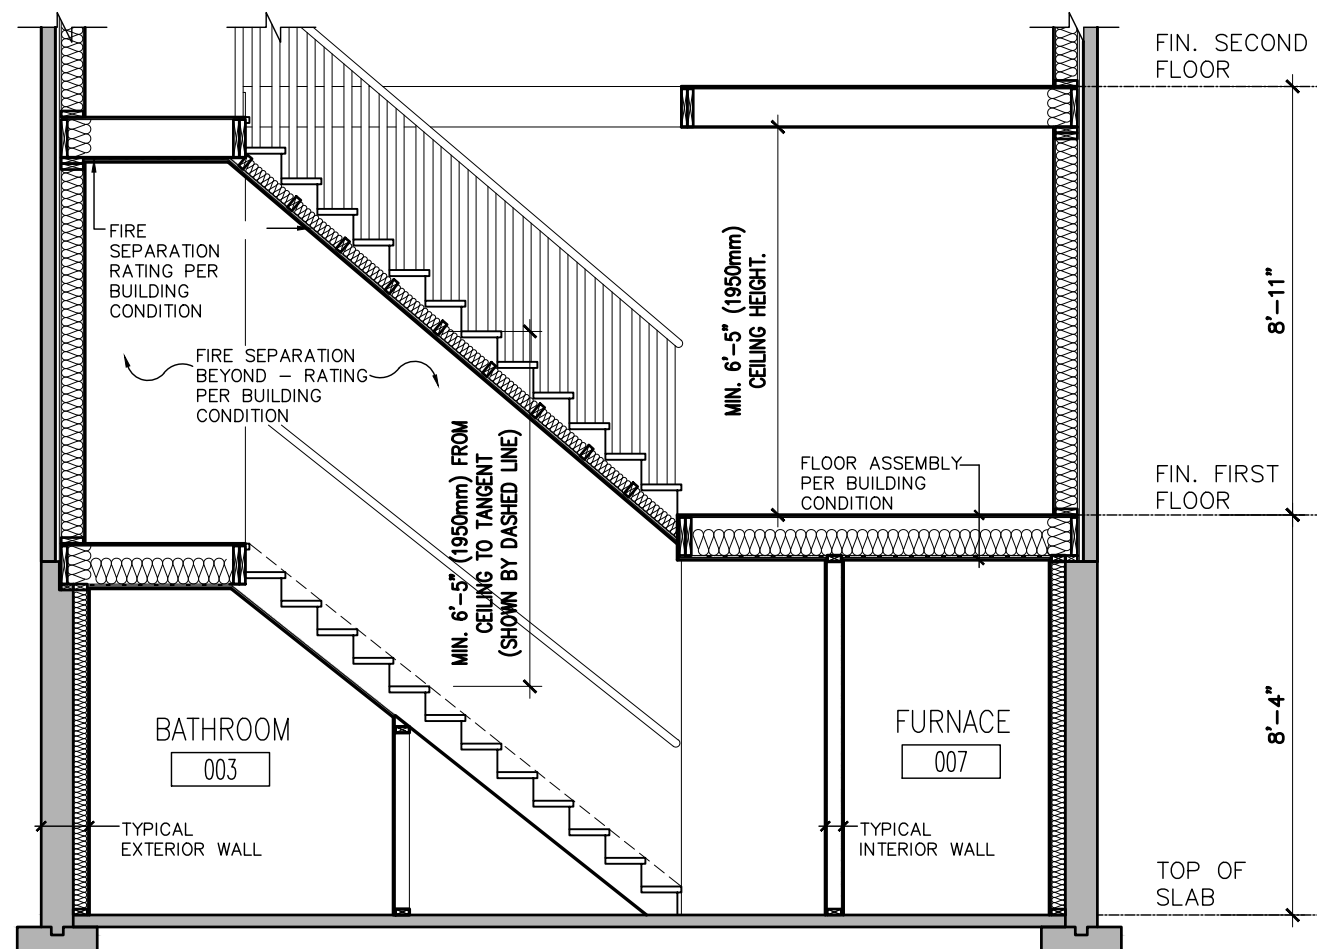 FIN. SECOND
FLOOR
FIRE
SEPARATION
RATING PER
BUILDING
CONDITION
MIN. 6'-5" (1950mm)
CEILING HEIGHT.
8'-11"
FIRE SEPARATION
BEYOND – RATING
PER BUILDING
CONDITION
MIN. 6'-5" (1950mm) FROM
CEILING TO TANGENT
(SHOWN BY DASHED LINE)
FLOOR ASSEMBLY
PER BUILDING
CONDITION
FIN. FIRST
FLOOR
BATHROOM
003
FURNACE
007
8'-4"
TYPICAL
EXTERIOR WALL
TYPICAL
INTERIOR WALL
TOP OF
SLAB